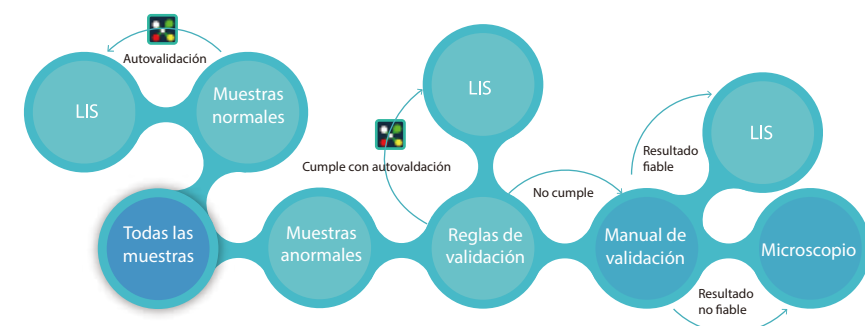 Autovalidación
LIS
Muestras
normales
Todas las
muestras
Muestras
anormales
Cumple con autovaldación
LIS
Reglas de
validación
No cumple
Manual de
validación
Resultado
fiable
LIS
Microscopio
Resultado
no fiable